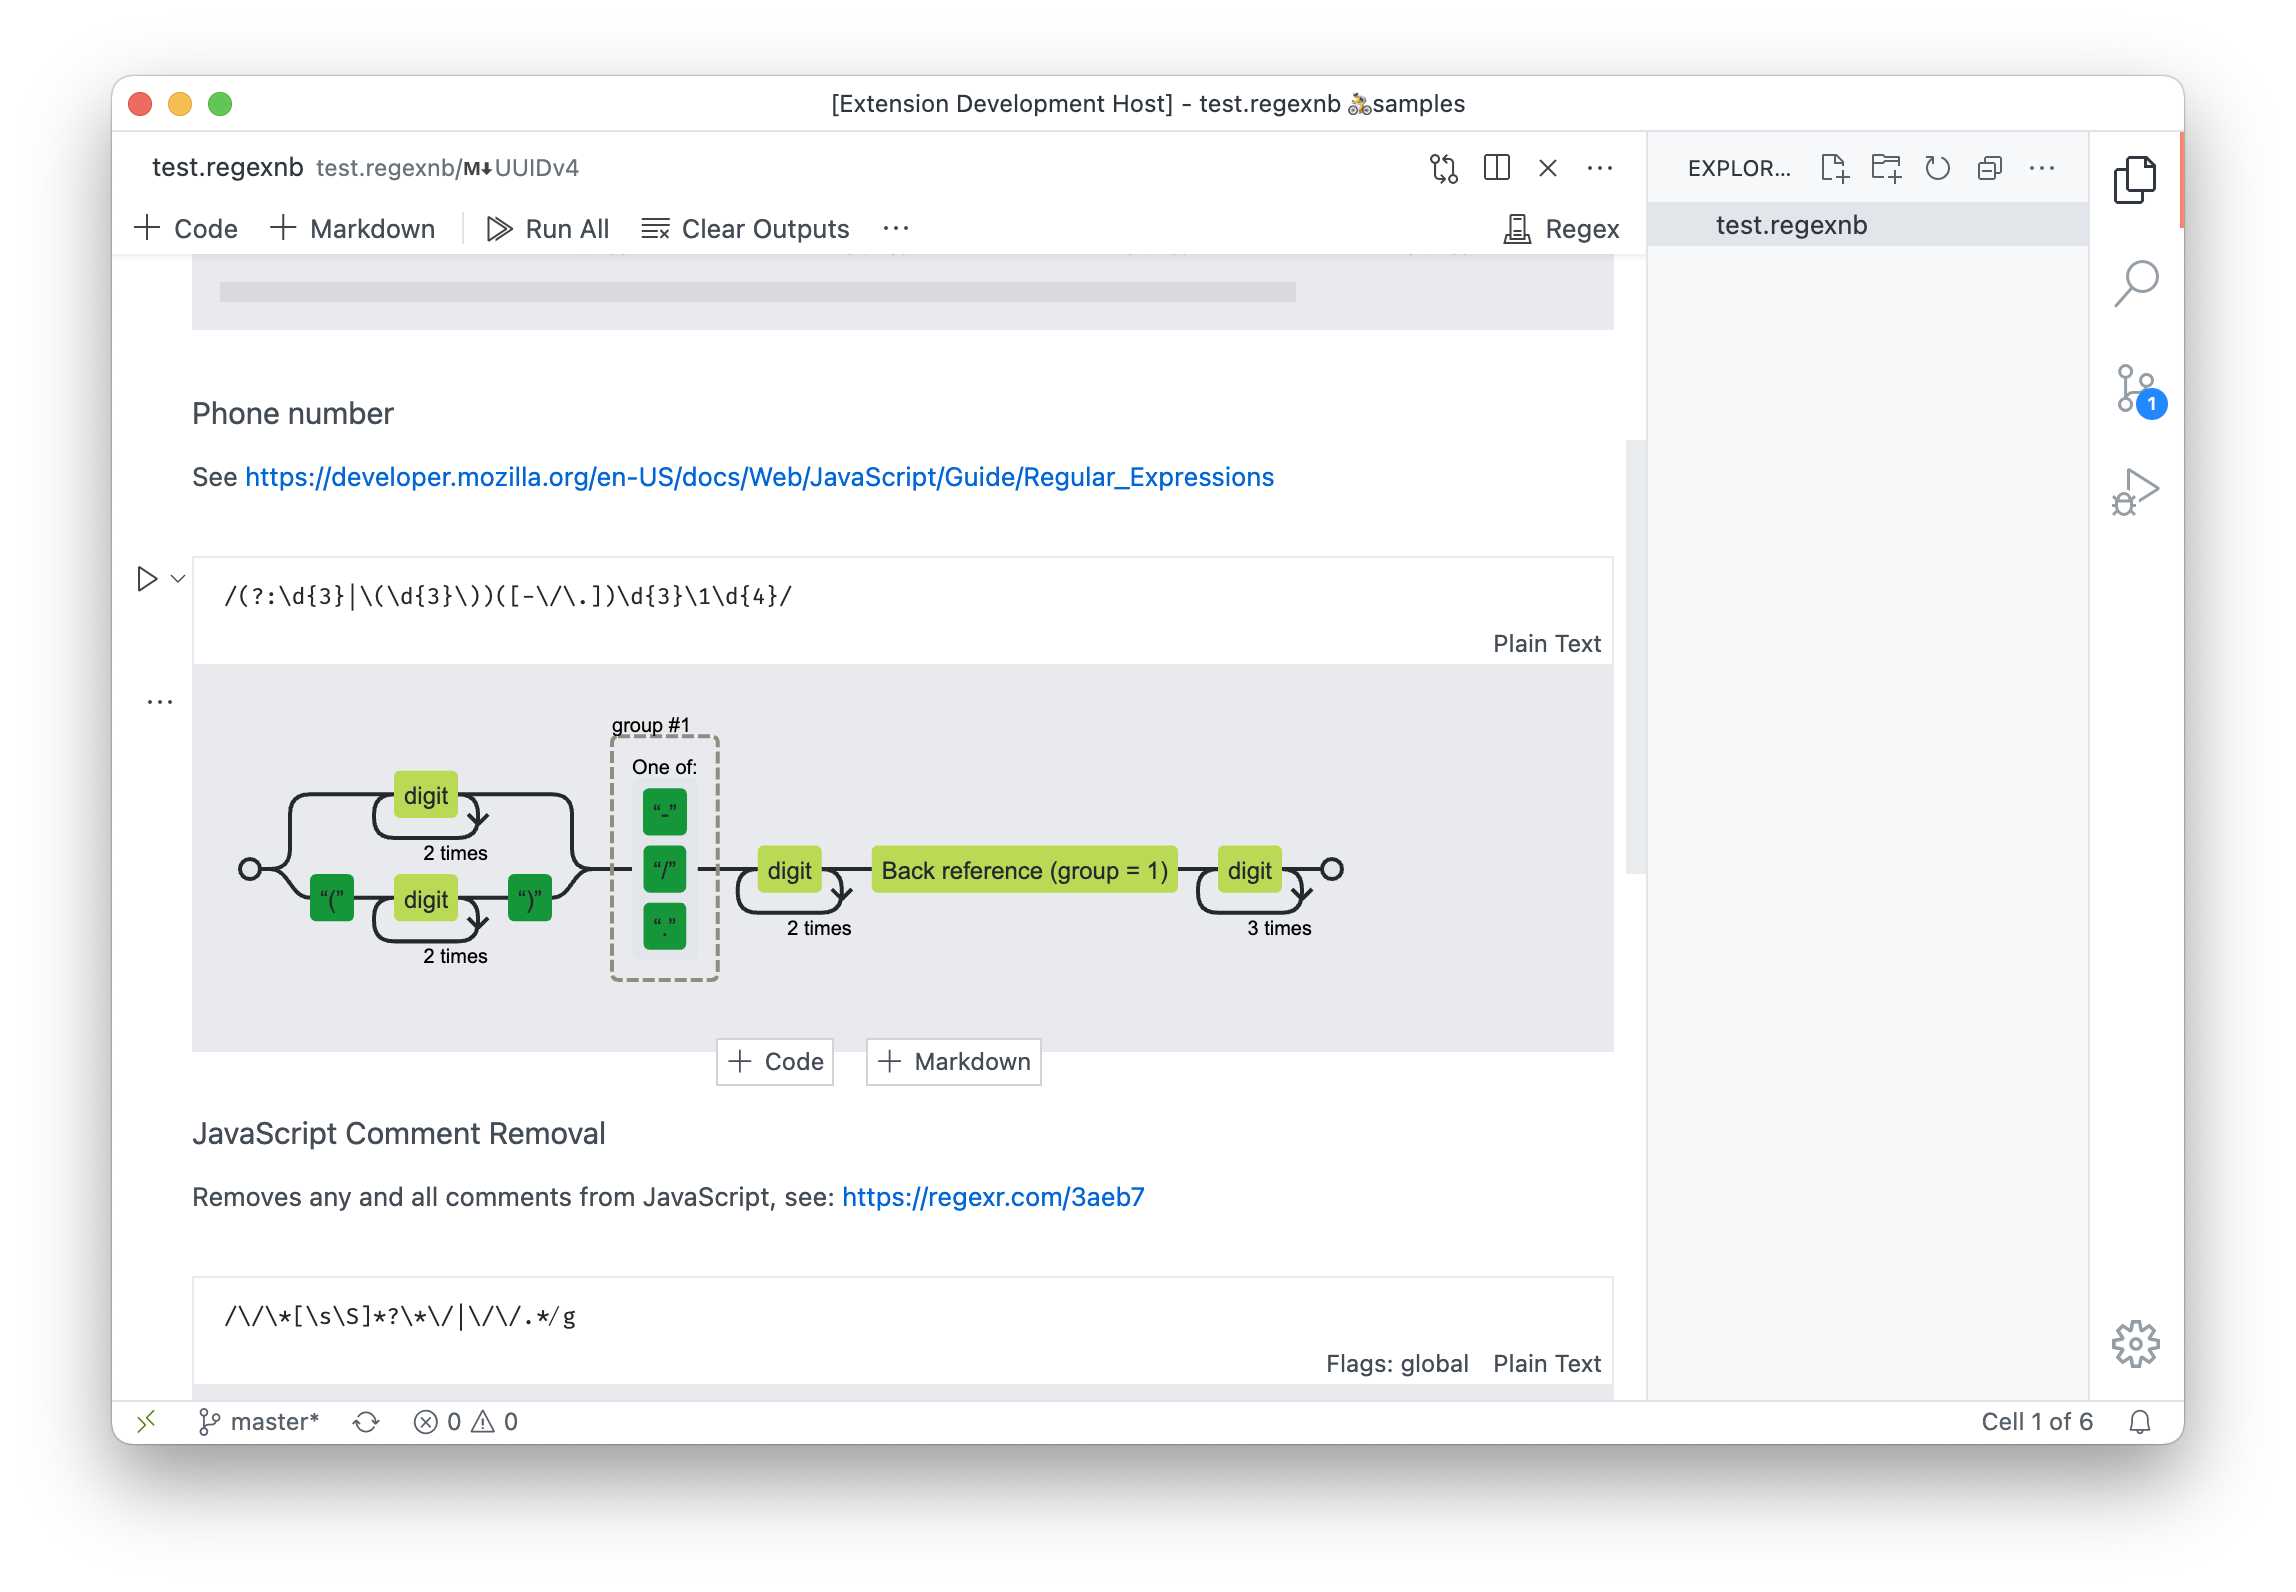 [Extension Development Host] - test.regexnb 🚴samples
test.regexnb test.regexnb/M↓UUIDv4
EXPLOR...
Code Markdown Run All Clear Outputs ... Regex
test.regexnb
Phone number
See https://developer.mozilla.org/en-US/docs/Web/JavaScript/Guide/Regular_Expressions
/(?:\d{3}|\(\d{3}\))([-\/\.])\d{3}\1\d{4}/
Plain Text
group #1
One of:
“-”
“/”
“.”
digit
2 times
“(” digit “)”
2 times
digit
2 times
Back reference (group = 1)
digit
3 times
Code Markdown
JavaScript Comment Removal
Removes any and all comments from JavaScript, see: https://regexr.com/3aeb7
/\/\*[\s\S]*?\*\/|\/\/.*/g
Flags: global Plain Text
1
master* 0 0
Cell 1 of 6